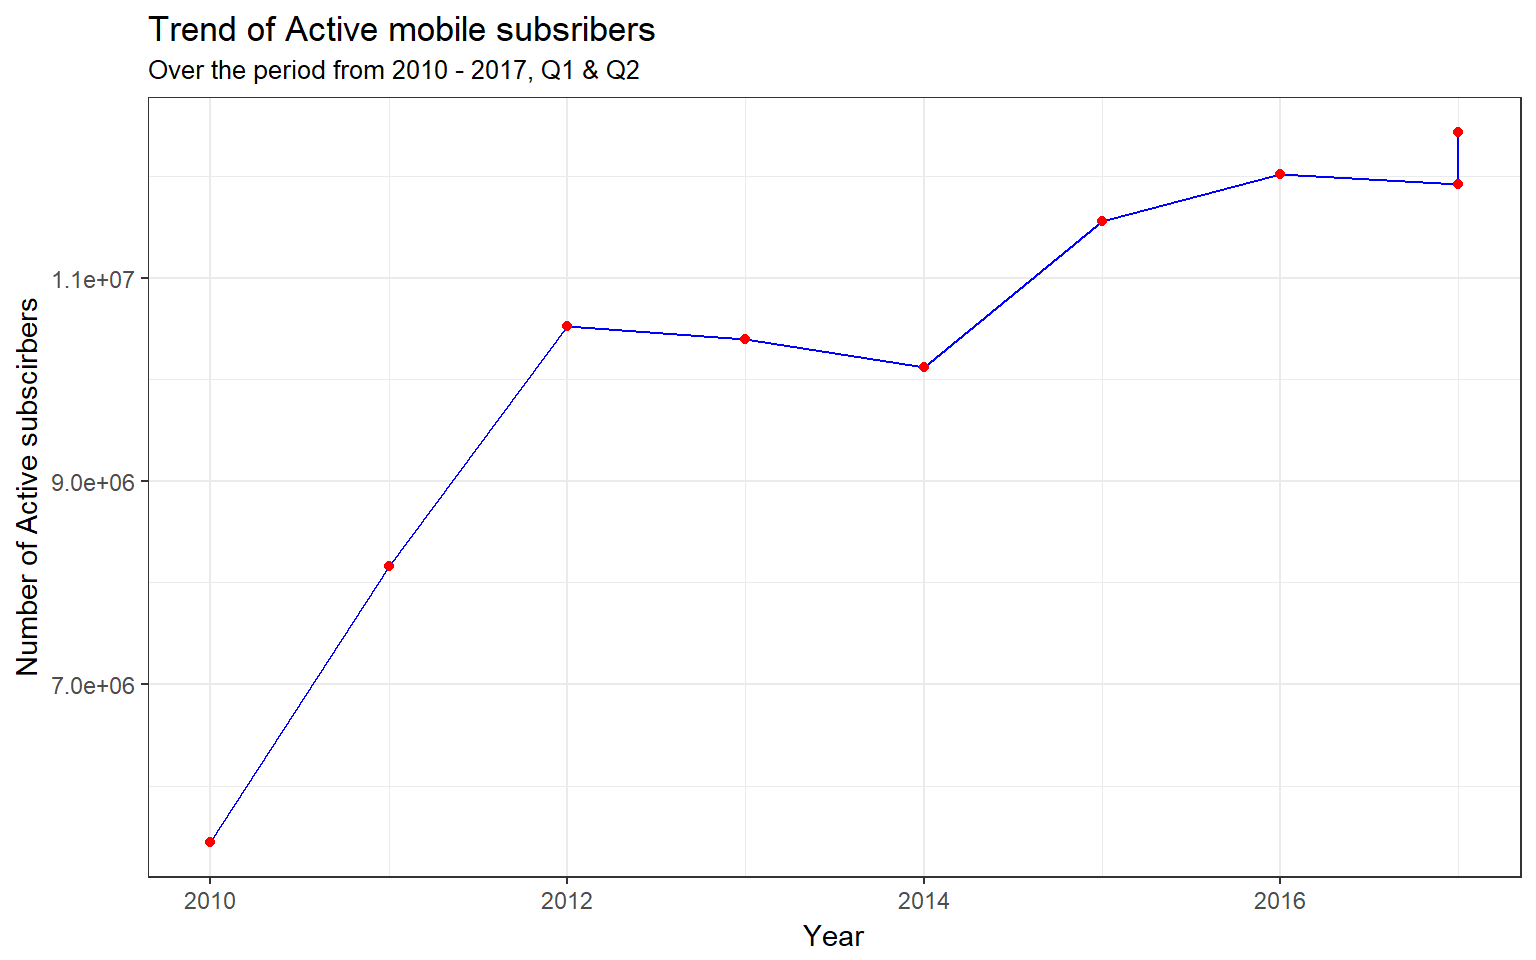 Trend of Active mobile subsribers
Over the period from 2010 - 2017, Q1 & Q2
Number of Active subscirbers
1.1e+07
9.0e+06
7.0e+06
2010
2012
2014
2016
Year